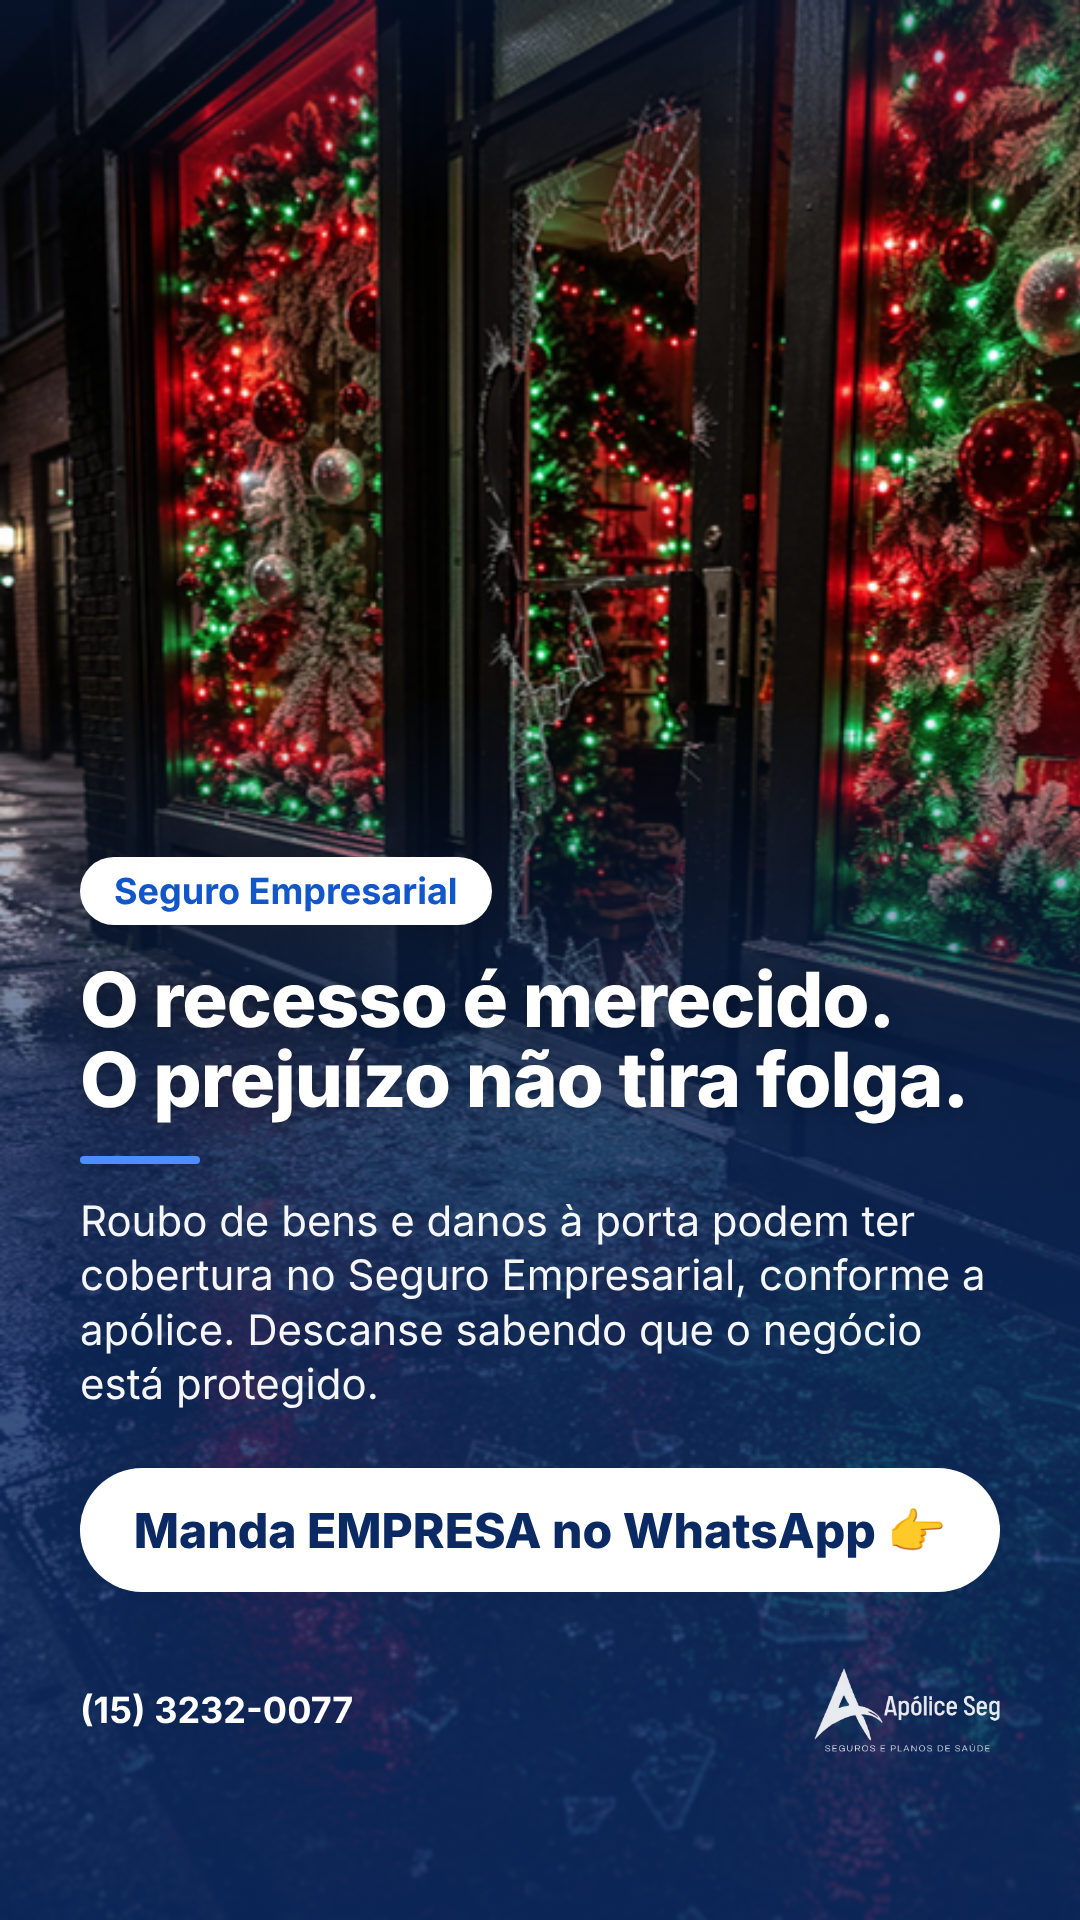 Seguro Empresarial
O recesso é merecido.
O prejuízo não tira folga.
Roubo de bens e danos à porta podem ter
cobertura no Seguro Empresarial, conforme a
apólice. Descanse sabendo que o negócio
está protegido.
Manda EMPRESA no WhatsApp 👉
(15) 3232-0077
Apólice Seg
SEGUROS E PLANOS DE SAÚDE